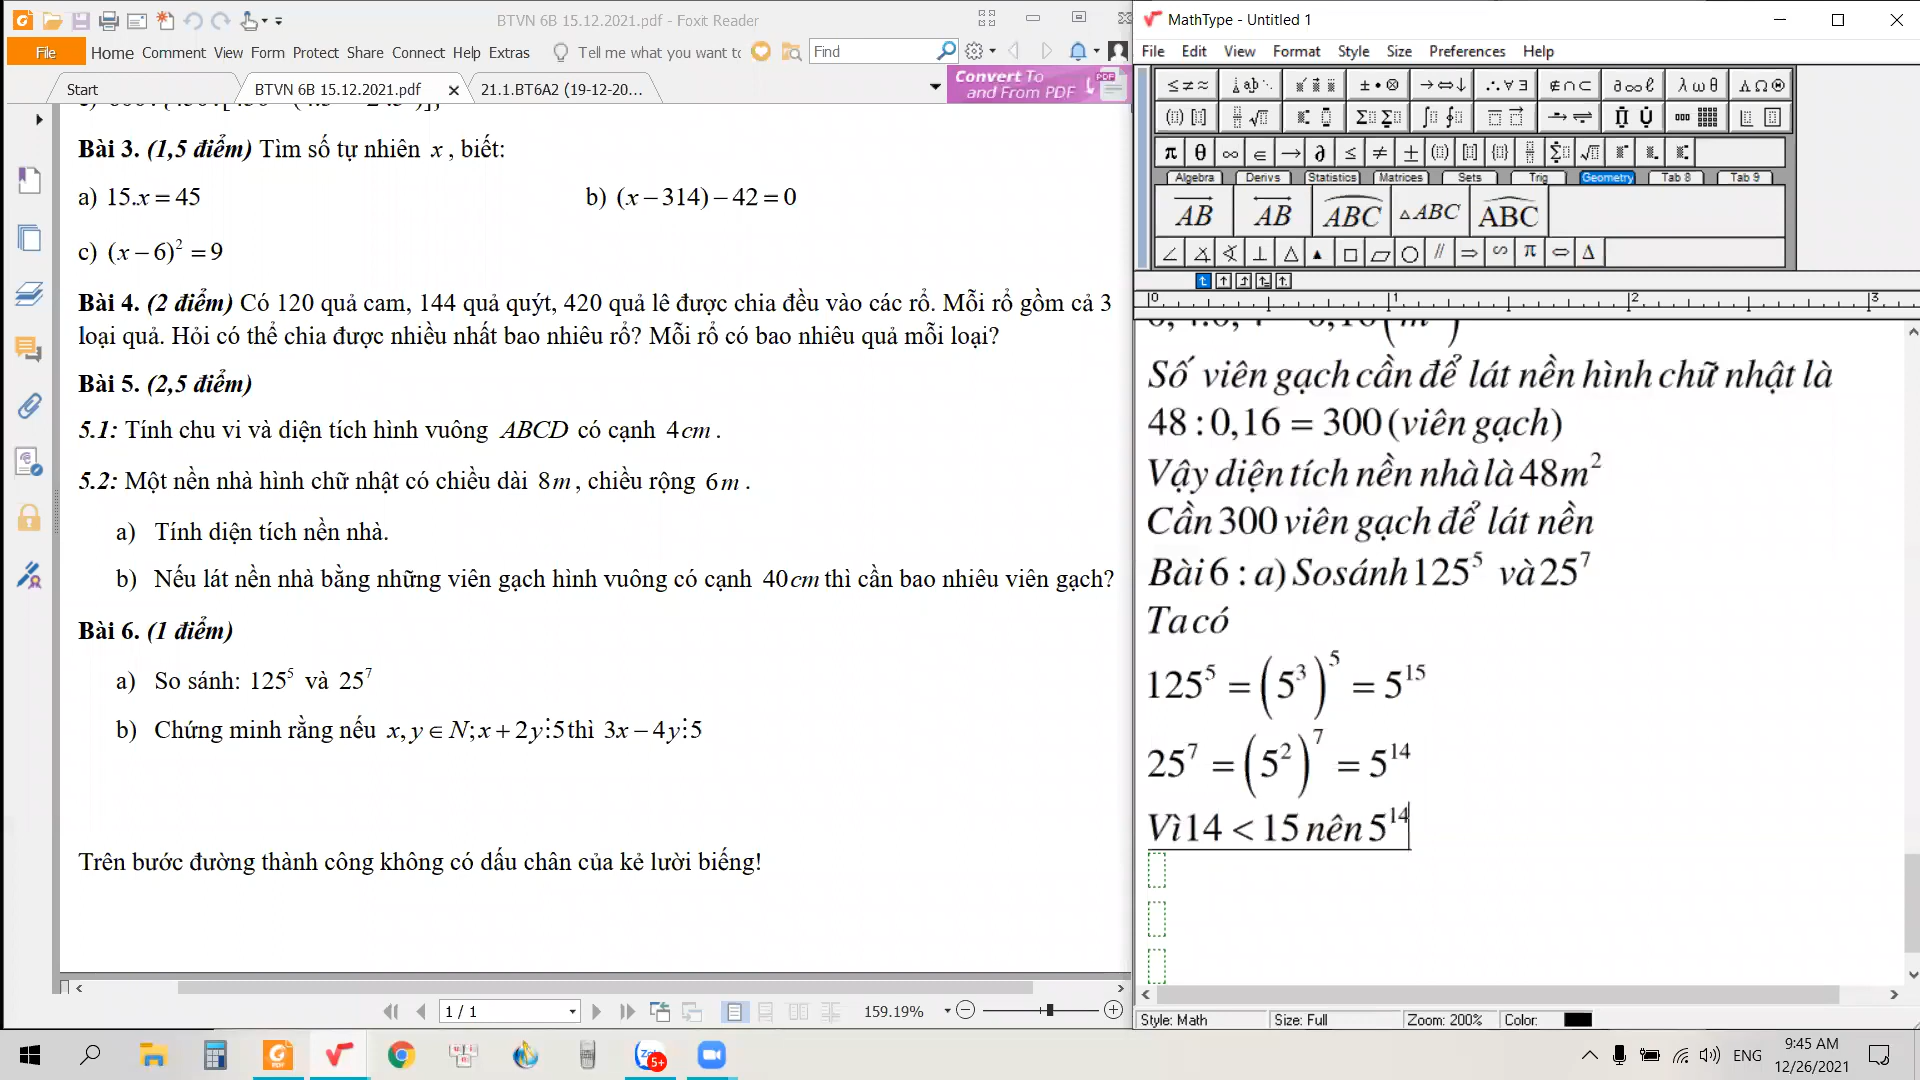 BTVN 6B 15.12.2021.pdf - Foxit Reader
File Home Comment View Form Protect Share Connect Help Extras Tell me what you want to Find
Start BTVN 6B 15.12.2021.pdf 21.1.BT6A2 (19-12-20...
Convert To
and From PDF
PDF
Bài 3. (1,5 điểm) Tìm số tự nhiên x, biết:
a) 15.x = 45
b) (x − 314) − 42 = 0
c) (x − 6)² = 9
Bài 4. (2 điểm) Có 120 quả cam, 144 quả quýt, 420 quả lê được chia đều vào các rổ. Mỗi rổ gồm cả 3
loại quả. Hỏi có thể chia được nhiều nhất bao nhiêu rổ? Mỗi rổ có bao nhiêu quả mỗi loại?
Bài 5. (2,5 điểm)
5.1: Tính chu vi và diện tích hình vuông ABCD có cạnh 4cm.
5.2: Một nền nhà hình chữ nhật có chiều dài 8m, chiều rộng 6m.
a) Tính diện tích nền nhà.
b) Nếu lát nền nhà bằng những viên gạch hình vuông có cạnh 40cm thì cần bao nhiêu viên gạch?
Bài 6. (1 điểm)
a) So sánh: 125⁵ và 25⁷
b) Chứng minh rằng nếu x, y ∈ N; x + 2y⋮5 thì 3x − 4y⋮5
Trên bước đường thành công không có dấu chân của kẻ lười biếng!
1 / 1
159.19%
MathType - Untitled 1
File Edit View Format Style Size Preferences Help
Algebra Derivs Statistics Matrices Sets Trig Geometry Tab 8 Tab 9
AB AB ABC △ABC ABC
0 1 2 3
Số viên gạch cần để lát nền hình chữ nhật là
48 : 0,16 = 300 (viên gạch)
Vậy diện tích nền nhà là 48m²
Cần 300 viên gạch để lát nền
Bài 6 : a) So sánh 125⁵ và 25⁷
Ta có
125⁵ = (5³)⁵ = 5¹⁵
25⁷ = (5²)⁷ = 5¹⁴
Vì 14 < 15 nên 5¹⁴
Style: Math Size: Full Zoom: 200% Color:
5+
ENG
9:45 AM
12/26/2021